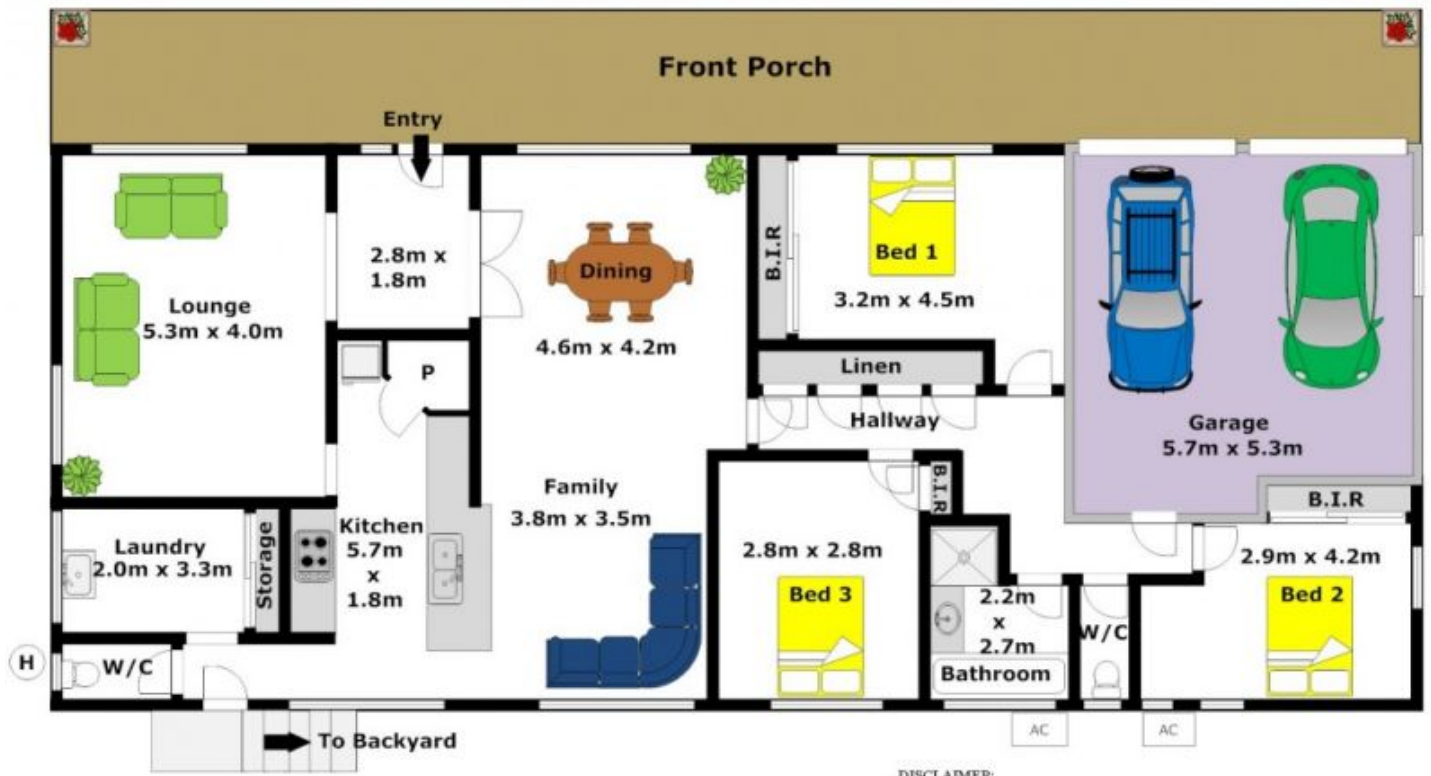 Front Porch
Entry
2.8m x
1.8m
Lounge
5.3m x 4.0m
Dining
4.6m x 4.2m
B.I.R
Bed 1
3.2m x 4.5m
P
Linen
Hallway
Garage
5.7m x 5.3m
Family
3.8m x 3.5m
B.I.R
B.I.R
Laundry
2.0m x 3.3m
Storage
Kitchen
5.7m
x
1.8m
2.8m x 2.8m
Bed 3
2.2m
x
2.7m
Bathroom
W/C
2.9m x 4.2m
Bed 2
H
W/C
To Backyard
AC
AC
DISCLAIMER: